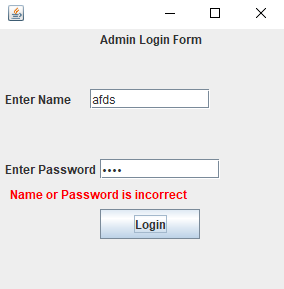 Admin Login Form
Enter Name afds
Enter Password ••••
Name or Password is incorrect
Login